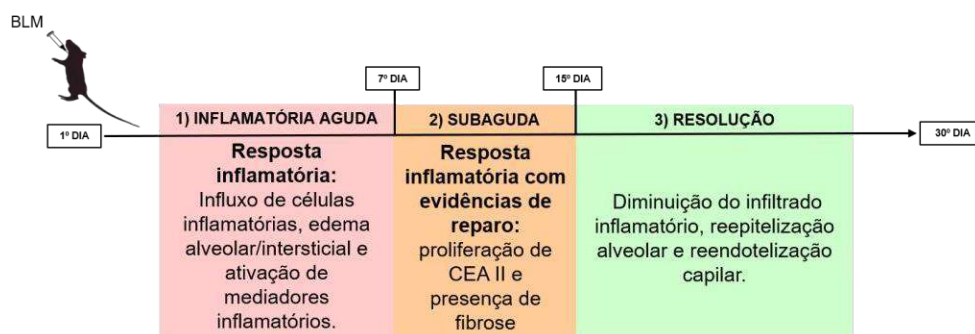 BLM
7º DIA
15º DIA
1) INFLAMATÓRIA AGUDA
2) SUBAGUDA
3) RESOLUÇÃO
1º DIA
30º DIA
Resposta
inflamatória:
Influxo de células
inflamatórias, edema
alveolar/intersticial e
ativação de
mediadores
inflamatórios.
Resposta
inflamatória com
evidências de
reparo:
proliferação de
CEA II e
presença de
fibrose
Diminuição do infiltrado
inflamatório, reepitelização
alveolar e reendotelização
capilar.